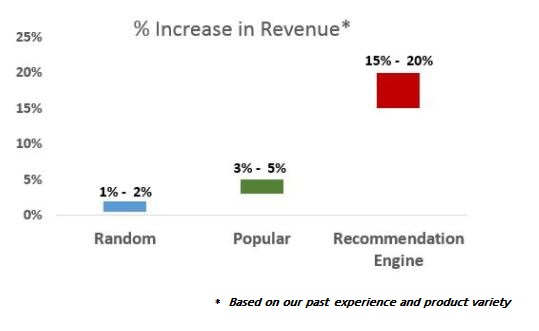 % Increase in Revenue*
25%
20%
15%
10%
5%
0%
1% - 2%
3% - 5%
15% - 20%
Random
Popular
Recommendation
Engine
* Based on our past experience and product variety